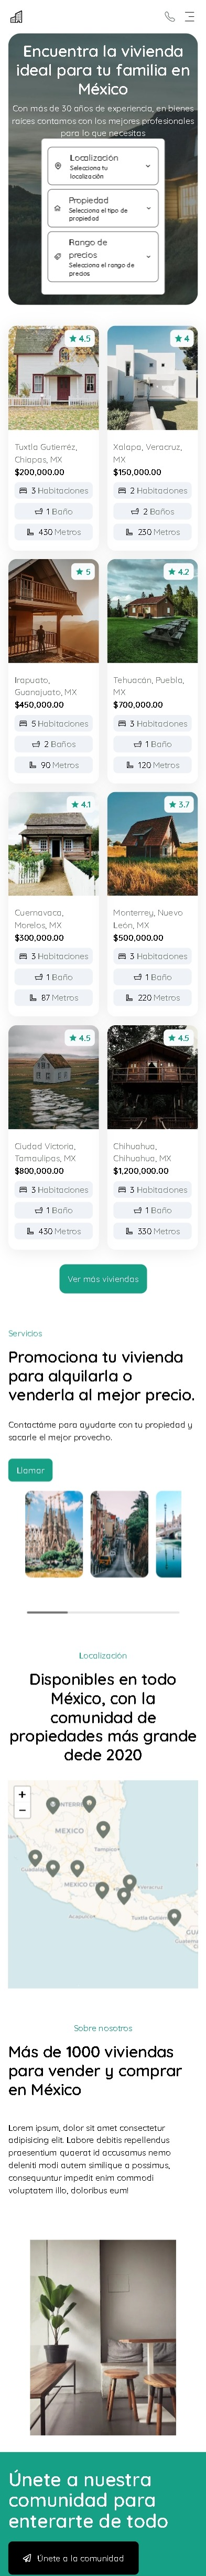 Encuentra la vivienda
ideal para tu familia en
México
Con más de 30 años de experiencia, en bienes
raíces contamos con los mejores profesionales
para lo que necesitas
Localización
Selecciona tu
localización
Propiedad
Selecciona el tipo de
propiedad
Rango de
precios
Selecciona el rango de
precios
4.5
Tuxtla Gutierréz,
Chiapas, MX
$200,000.00
3 Habitaciones
1 Baño
430 Metros
4
Xalapa, Veracruz,
MX
$150,000.00
2 Habitaciones
2 Baños
230 Metros
5
Irapuato,
Guanajuato, MX
$450,000.00
5 Habitaciones
2 Baños
90 Metros
4.2
Tehuacán, Puebla,
MX
$700,000.00
3 Habitaciones
1 Baño
120 Metros
4.1
Cuernavaca,
Morelos, MX
$300,000.00
3 Habitaciones
1 Baño
87 Metros
3.7
Monterrey, Nuevo
León, MX
$500,000.00
3 Habitaciones
1 Baño
220 Metros
4.5
Ciudad Victoria,
Tamaulipas, MX
$800,000.00
3 Habitaciones
1 Baño
430 Metros
4.5
Chihuahua,
Chihuahua, MX
$1,200,000.00
3 Habitaciones
1 Baño
330 Metros
Ver más viviendas
Servicios
Promociona tu vivienda
para alquilarla o
venderla al mejor precio.
Contactáme para ayudarte con tu propiedad y
sacarle el mejor provecho.
Llamar
Localización
Disponibles en todo
México, con la
comunidad de
propiedades más grande
dede 2020
+
−
MONTERREY
MEXICO
Tampico
Guadalajara
MEXICO CITY
Veracruz
Acapulco
Tuxtla Gutiérrez
Sobre nosotros
Más de 1000 viviendas
para vender y comprar
en México
Lorem ipsum, dolor sit amet consectetur
adipisicing elit. Labore debitis repellendus
praesentium quaerat id accusamus nemo
deleniti modi autem similique a possimus,
consequuntur impedit enim commodi
voluptatem illo, doloribus eum!
Únete a nuestra
comunidad para
enterarte de todo
Únete a la comunidad